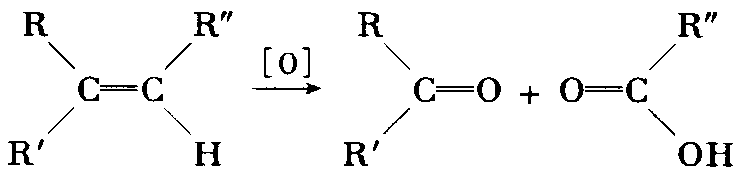 R R″ R R″
C=C [O] C=O + O=C
R′ H R′ OH